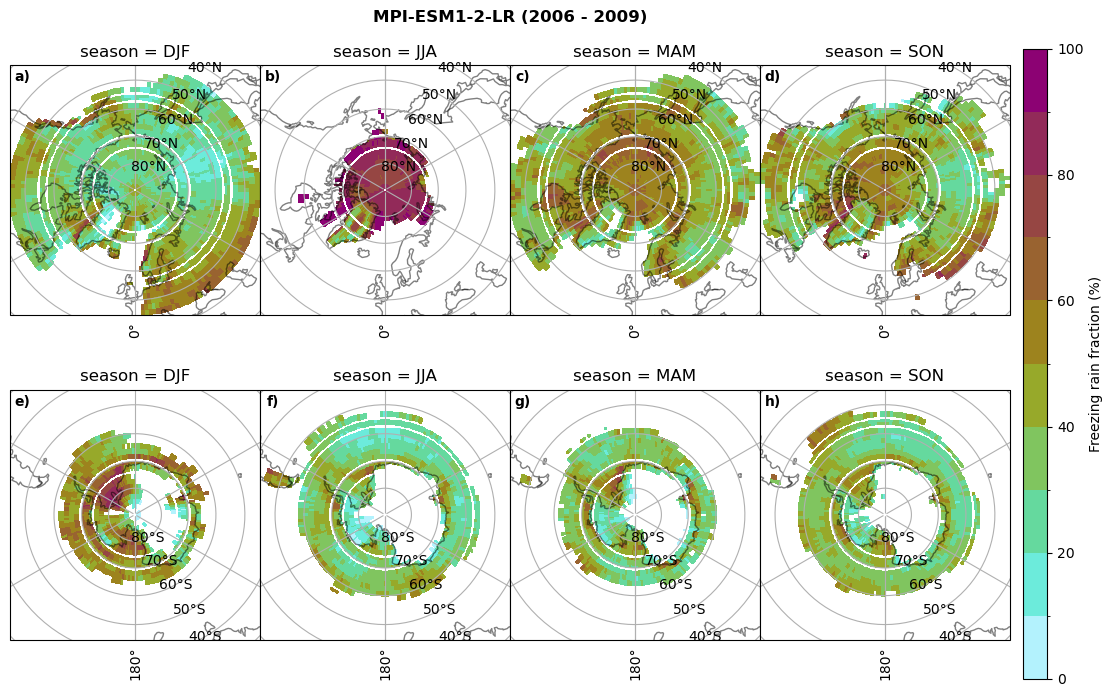 MPI-ESM1-2-LR (2006 - 2009)
season = DJF
season = JJA
season = MAM
season = SON
a)
40°N
50°N
60°N
70°N
80°N
0°
b)
40°N
50°N
60°N
70°N
80°N
0°
c)
40°N
50°N
60°N
70°N
80°N
0°
d)
40°N
50°N
60°N
70°N
80°N
0°
season = DJF
season = JJA
season = MAM
season = SON
e)
80°S
70°S
60°S
50°S
40°S
180°
f)
80°S
70°S
60°S
50°S
40°S
180°
g)
80°S
70°S
60°S
50°S
40°S
180°
h)
80°S
70°S
60°S
50°S
40°S
180°
100
80
60
40
20
0
Freezing rain fraction (%)